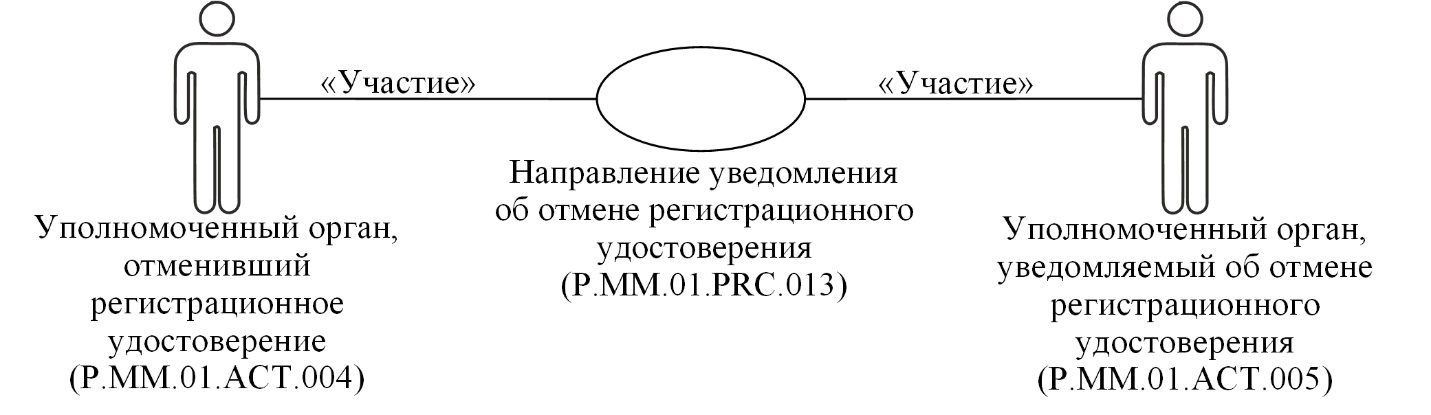 «Участие»
«Участие»
Направление уведомления
об отмене регистрационного
удостоверения
(P.MM.01.PRC.013)
Уполномоченный орган,
отменивший
регистрационное
удостоверение
(P.MM.01.ACT.004)
Уполномоченный орган,
уведомляемый об отмене
регистрационного
удостоверения
(P.MM.01.ACT.005)